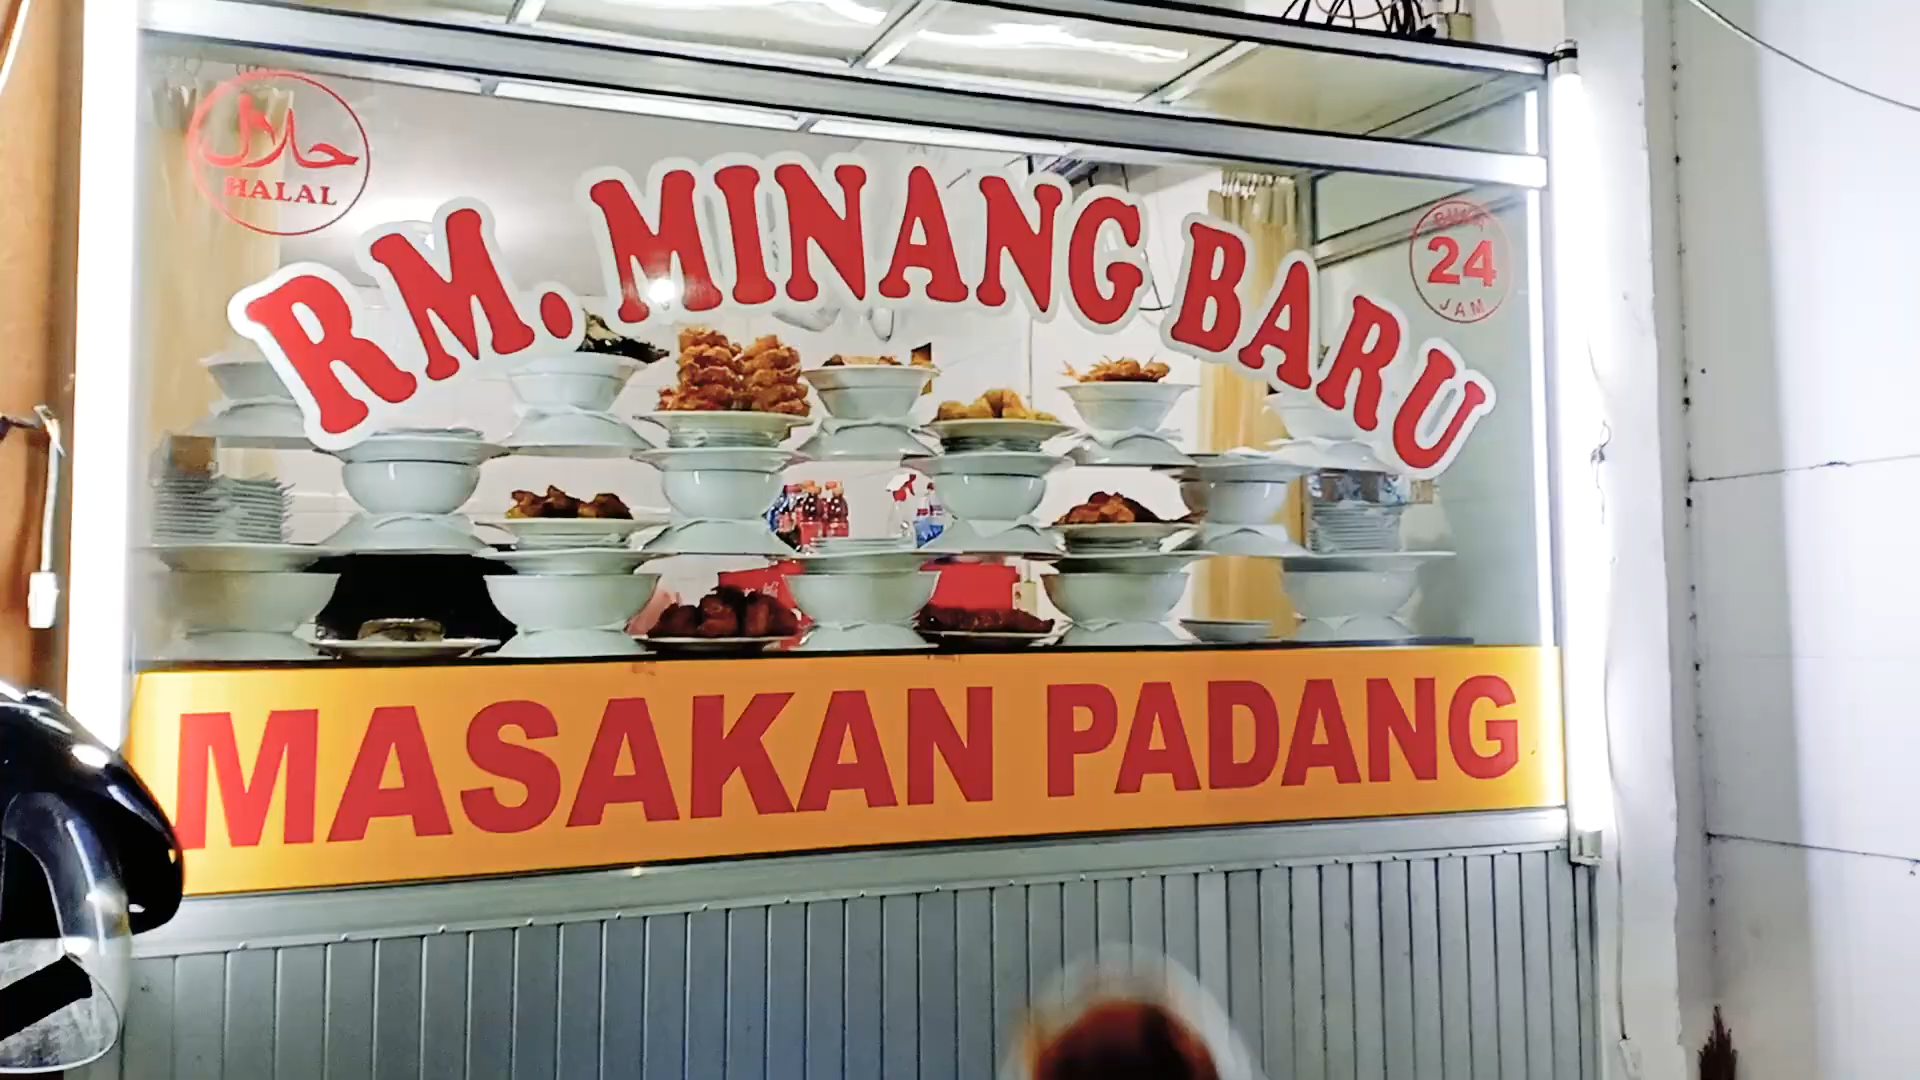 حلال
HALAL
RM. MINANG BARU
BUKA
24
JAM
MASAKAN PADANG